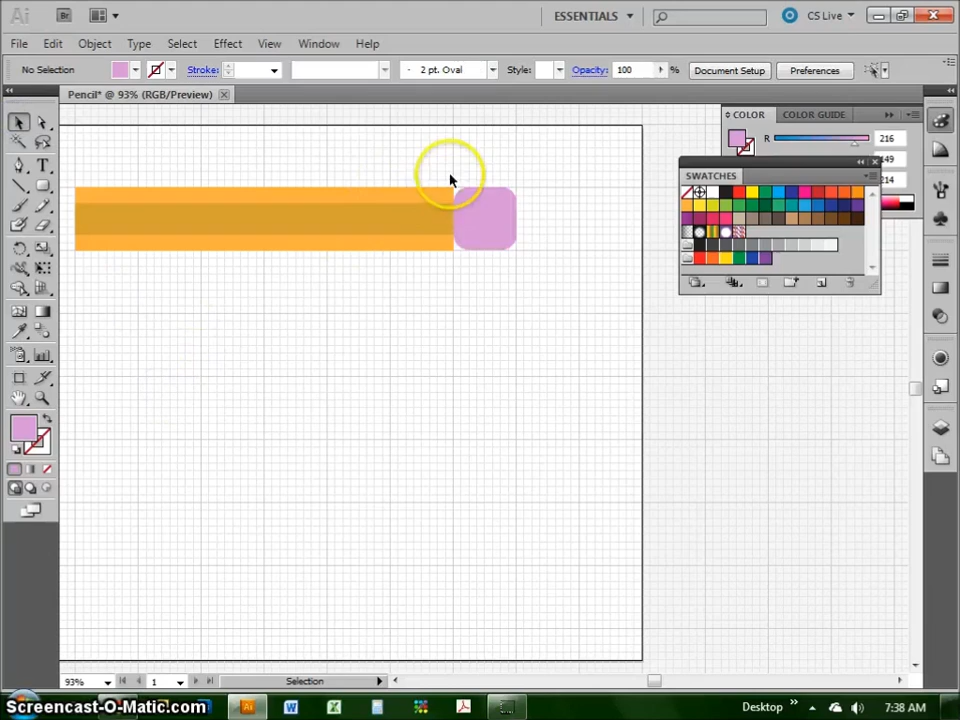 Ai
Br
ESSENTIALS
CS Live
File Edit Object Type Select Effect View Window Help
No Selection
Stroke:
2 pt. Oval
Style:
Opacity: 100 %
Document Setup
Preferences
Pencil* @ 93% (RGB/Preview)
COLOR
COLOR GUIDE
R 216
149
214
SWATCHES
93%
1
Selection
Screencast-O-Matic.com
Desktop
7:38 AM